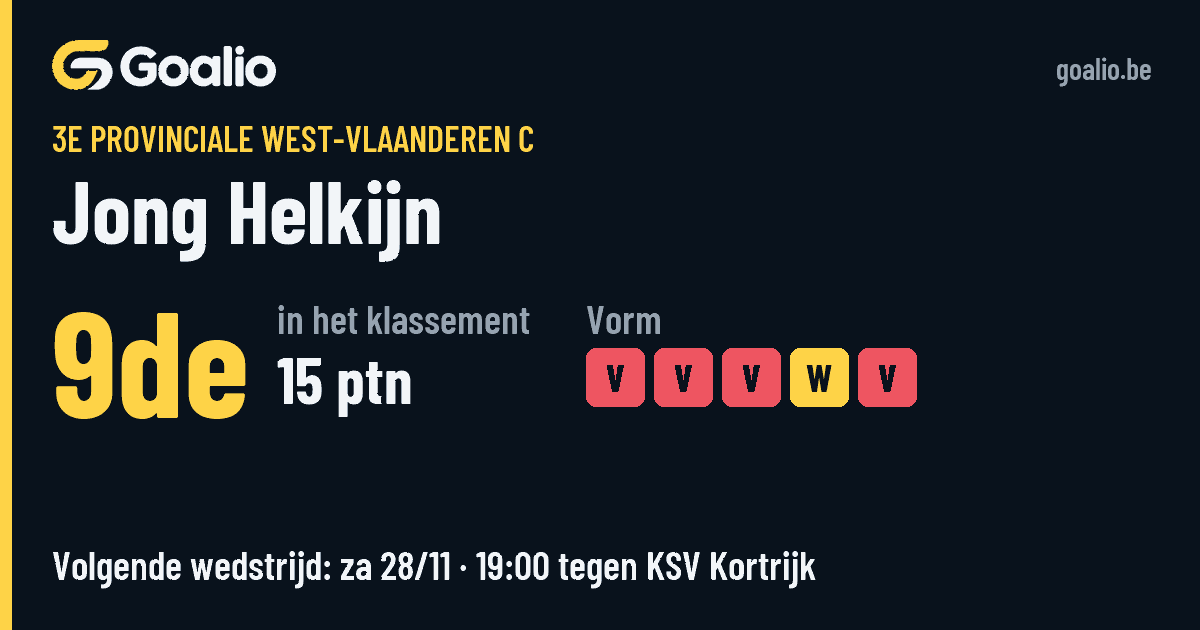 Goalio
goalio.be
3E PROVINCIALE WEST-VLAANDEREN C
Jong Helkijn
9de
in het klassement
15 ptn
Vorm
V V V W V
Volgende wedstrijd: za 28/11 · 19:00 tegen KSV Kortrijk